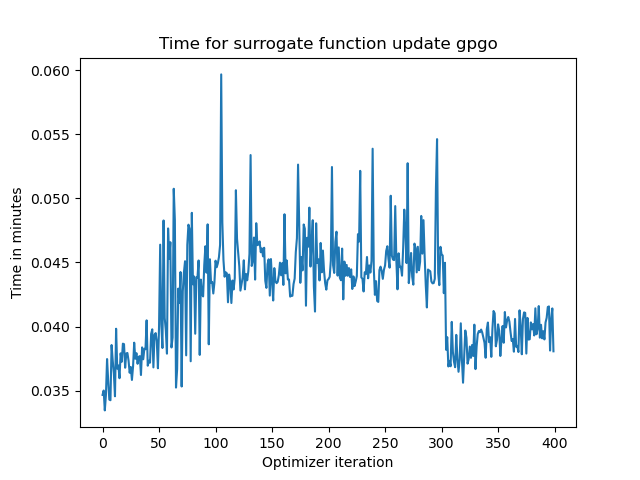 Time for surrogate function update gpgo
0.060
0.055
0.050
0.045
0.040
0.035
Time in minutes
0 50 100 150 200 250 300 350 400
Optimizer iteration